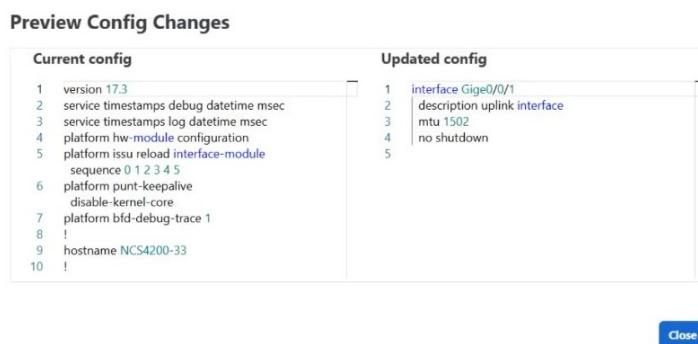 Preview Config Changes
Current config
1 version 17.3
2 service timestamps debug datetime msec
3 service timestamps log datetime msec
4 platform hw-module configuration
5 platform issu reload interface-module
sequence 0 1 2 3 4 5
6 platform punt-keepalive
disable-kernel-core
7 platform bfd-debug-trace 1
8 !
9 hostname NCS4200-33
10 !
Updated config
1 interface Gige0/0/1
2 description uplink interface
3 mtu 1502
4 no shutdown
5
Close